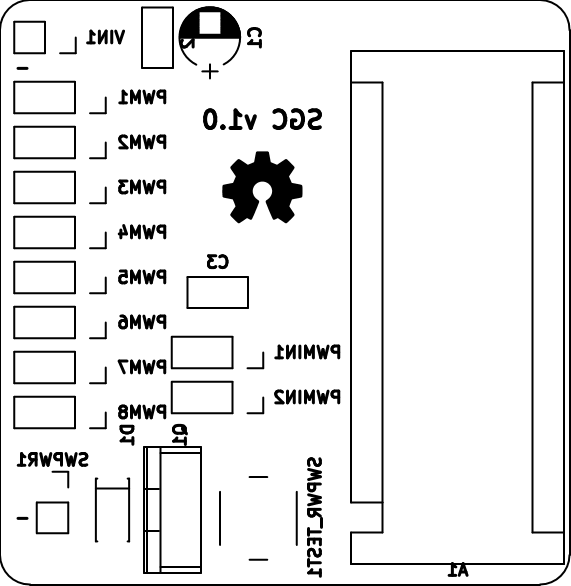 VIN1
2
C1
+
-
PWM1
SGC v1.0
PWM2
PWM3
PWM4
C3
PWM5
PWM6
PWMIN1
PWM7
PWMIN2
PWM8
D1
Q1
SWPWR1
SWPWR_TEST1
-
A1